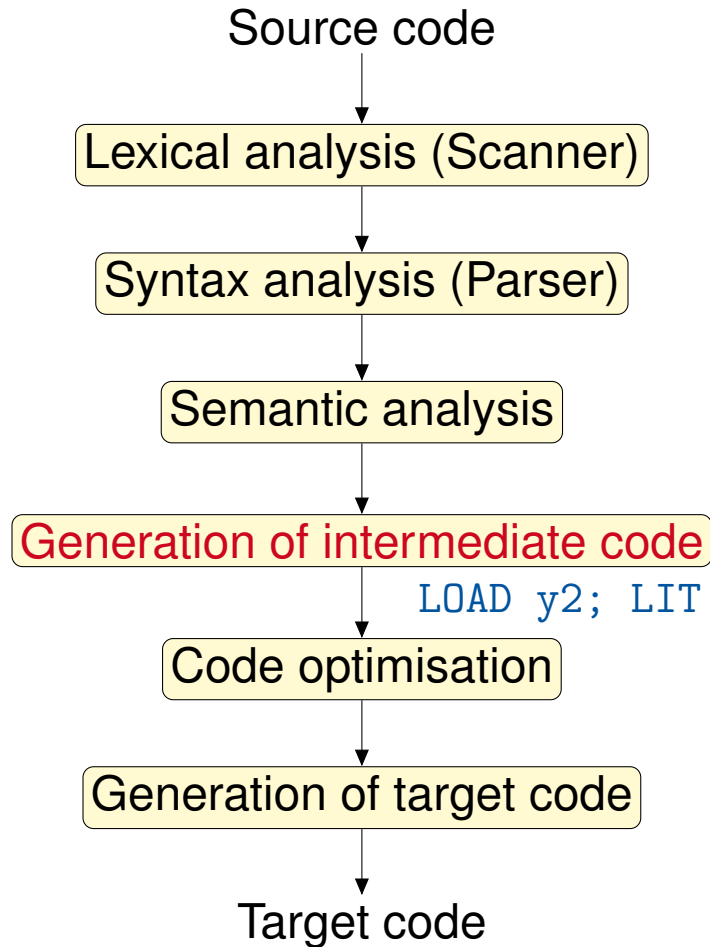 Source code
Lexical analysis (Scanner)
Syntax analysis (Parser)
Semantic analysis
Generation of intermediate code
LOAD y2; LIT
Code optimisation
Generation of target code
Target code